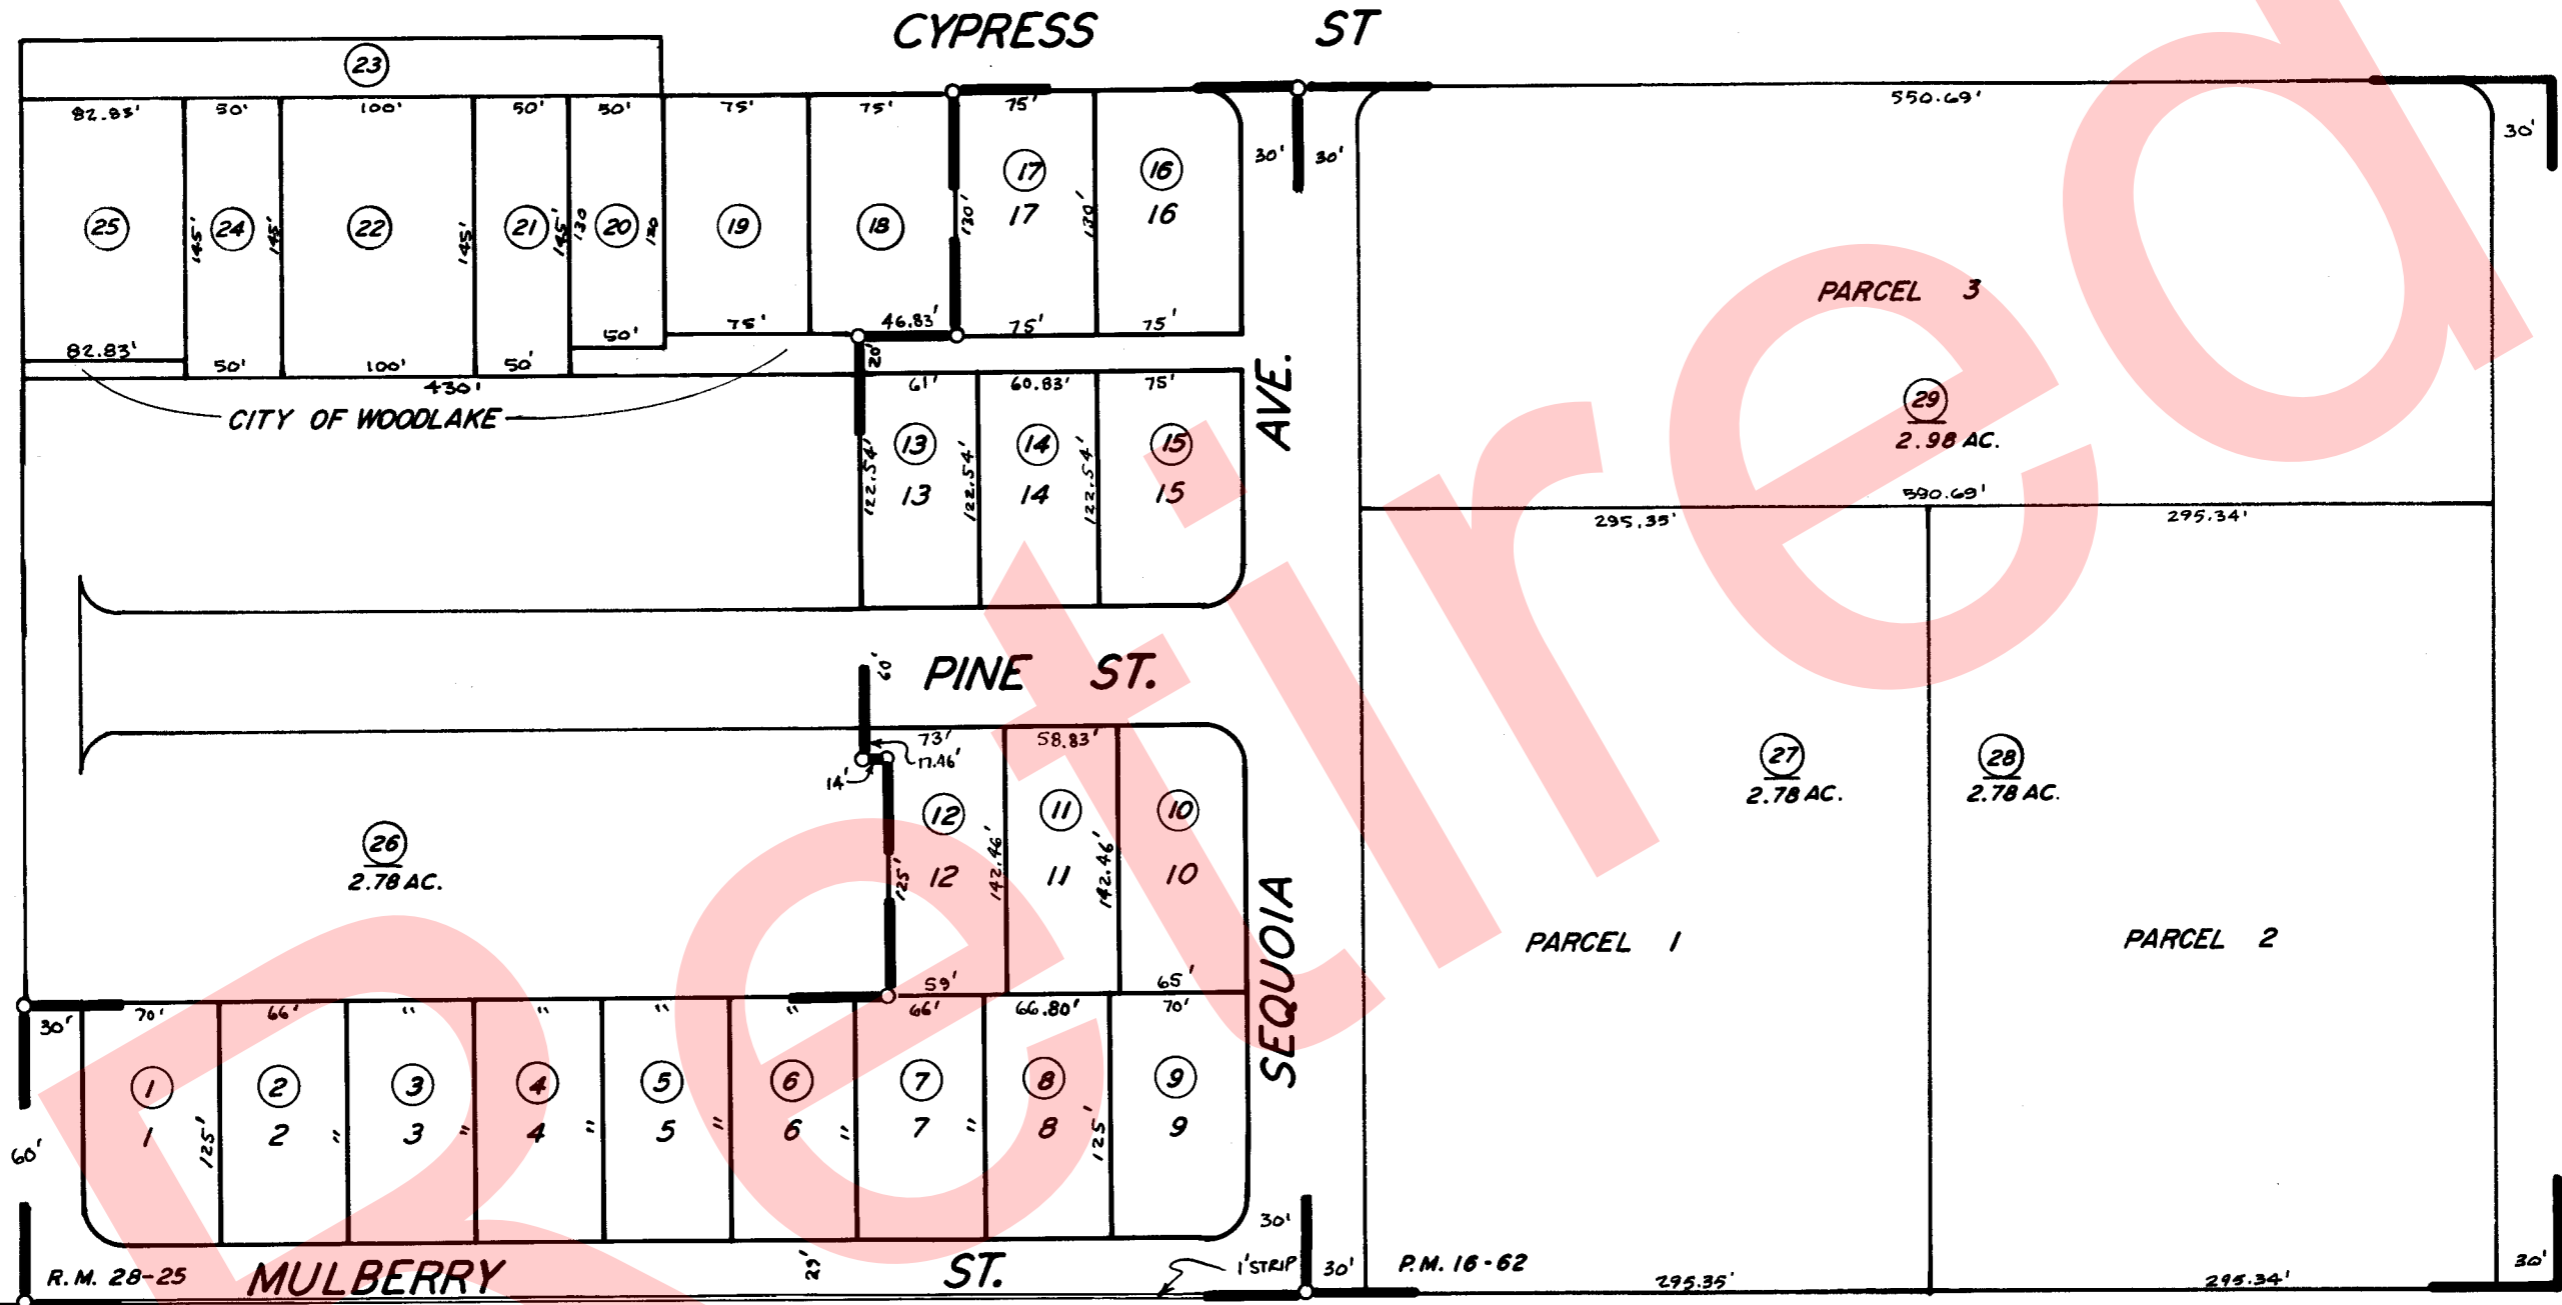 CYPRESS ST
23
82.83' 50' 100' 50' 50' 75' 75' 75' 550.69'
30' 30' 30'
17 16
17 16
25 145' 24 145' 22 145' 21 145' 130 20 130 19 18 130' 130'
PARCEL 3
82.83' 50' 100' 50' 50' 75' 46.83' 75' 75'
20'
430' 61' 60.83' 75'
CITY OF WOODLAKE
AVE.
29
2.98 AC.
13 14 15
122.54' 13 122.54' 14 122.54' 15
590.69'
295.35' 295.34'
60' PINE ST.
73' 58.83'
17.46'
14'
27 28
2.78 AC. 2.78 AC.
12 11 10
26
2.78 AC.
125' 12 142.46' 11 142.46' 10
SEQUOIA
PARCEL 1 PARCEL 2
59' 65'
30' 70' 66' " " " " 66' 66.80' 70'
1 2 3 4 5 6 7 8 9
1 125' 2 " 3 " 4 " 5 " 6 " 7 " 8 125' 9
60'
30'
R.M. 28-25 MULBERRY 29' ST. 1' STRIP 30' P.M. 16-62 30'
295.35' 295.34'
Retired